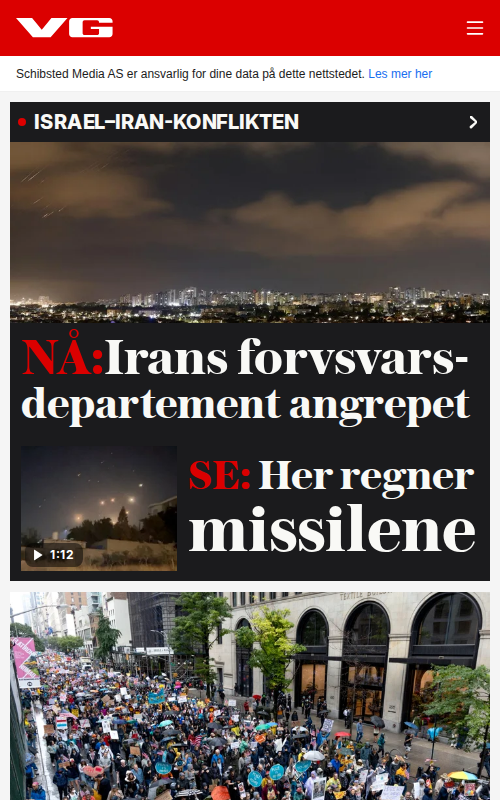 VG
Schibsted Media AS er ansvarlig for dine data på dette nettstedet. Les mer her
ISRAEL–IRAN-KONFLIKTEN
NÅ:Irans forsvars-
departement angrepet
SE: Her regner
missilene
1:12